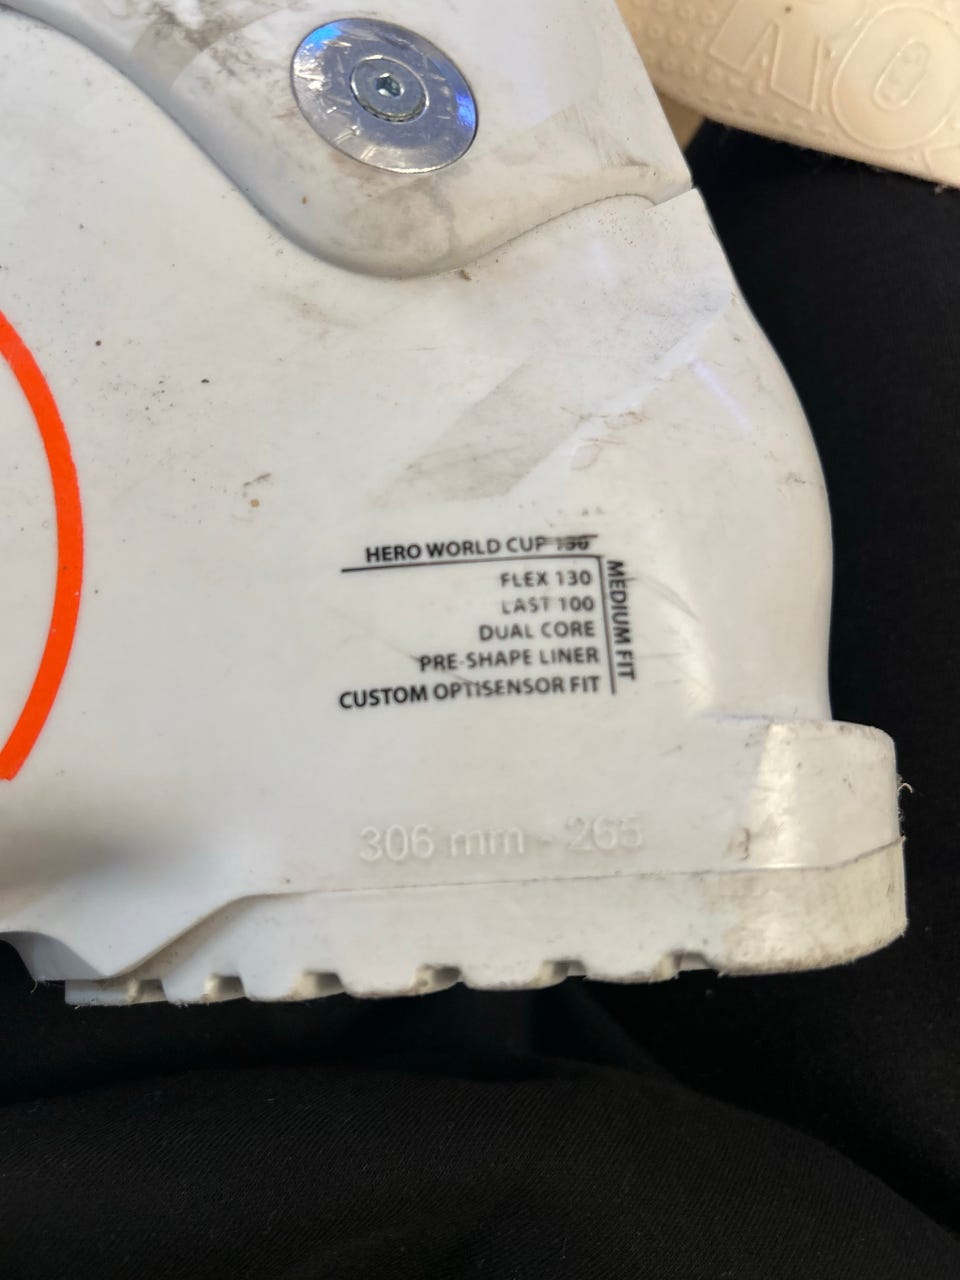 HERO WORLD CUP 130
FLEX 130
LAST 100
DUAL CORE
PRE-SHAPE LINER
CUSTOM OPTISENSOR FIT
MEDIUM FIT
306 mm - 265